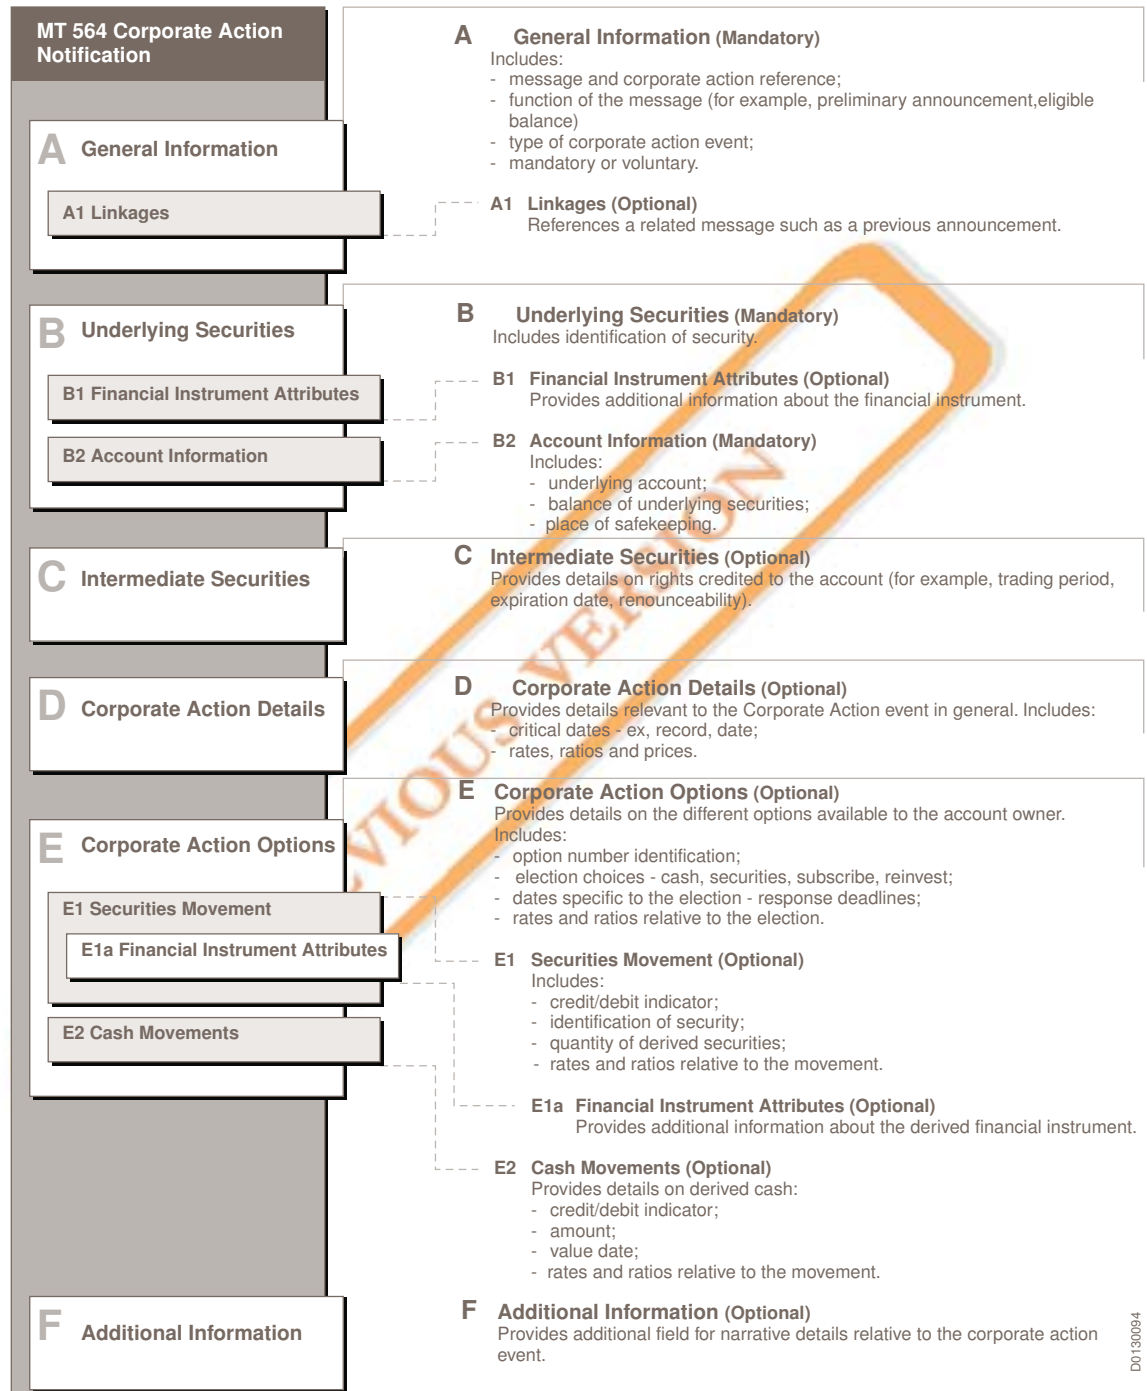 MT 564 Corporate Action
Notification
A General Information
A1 Linkages
B Underlying Securities
B1 Financial Instrument Attributes
B2 Account Information
C Intermediate Securities
D Corporate Action Details
E Corporate Action Options
E1 Securities Movement
E1a Financial Instrument Attributes
E2 Cash Movements
F Additional Information
A General Information (Mandatory)
Includes:
- message and corporate action reference;
- function of the message (for example, preliminary announcement,eligible
balance)
- type of corporate action event;
- mandatory or voluntary.
A1 Linkages (Optional)
References a related message such as a previous announcement.
B Underlying Securities (Mandatory)
Includes identification of security.
B1 Financial Instrument Attributes (Optional)
Provides additional information about the financial instrument.
B2 Account Information (Mandatory)
Includes:
- underlying account;
- balance of underlying securities;
- place of safekeeping.
C Intermediate Securities (Optional)
Provides details on rights credited to the account (for example, trading period,
expiration date, renounceability).
D Corporate Action Details (Optional)
Provides details relevant to the Corporate Action event in general. Includes:
- critical dates - ex, record, date;
- rates, ratios and prices.
E Corporate Action Options (Optional)
Provides details on the different options available to the account owner.
Includes:
- option number identification;
- election choices - cash, securities, subscribe, reinvest;
- dates specific to the election - response deadlines;
- rates and ratios relative to the election.
E1 Securities Movement (Optional)
Includes:
- credit/debit indicator;
- identification of security;
- quantity of derived securities;
- rates and ratios relative to the movement.
E1a Financial Instrument Attributes (Optional)
Provides additional information about the derived financial instrument.
E2 Cash Movements (Optional)
Provides details on derived cash:
- credit/debit indicator;
- amount;
- value date;
- rates and ratios relative to the movement.
F Additional Information (Optional)
Provides additional field for narrative details relative to the corporate action
event.
D0130094
VIOUS VERSION